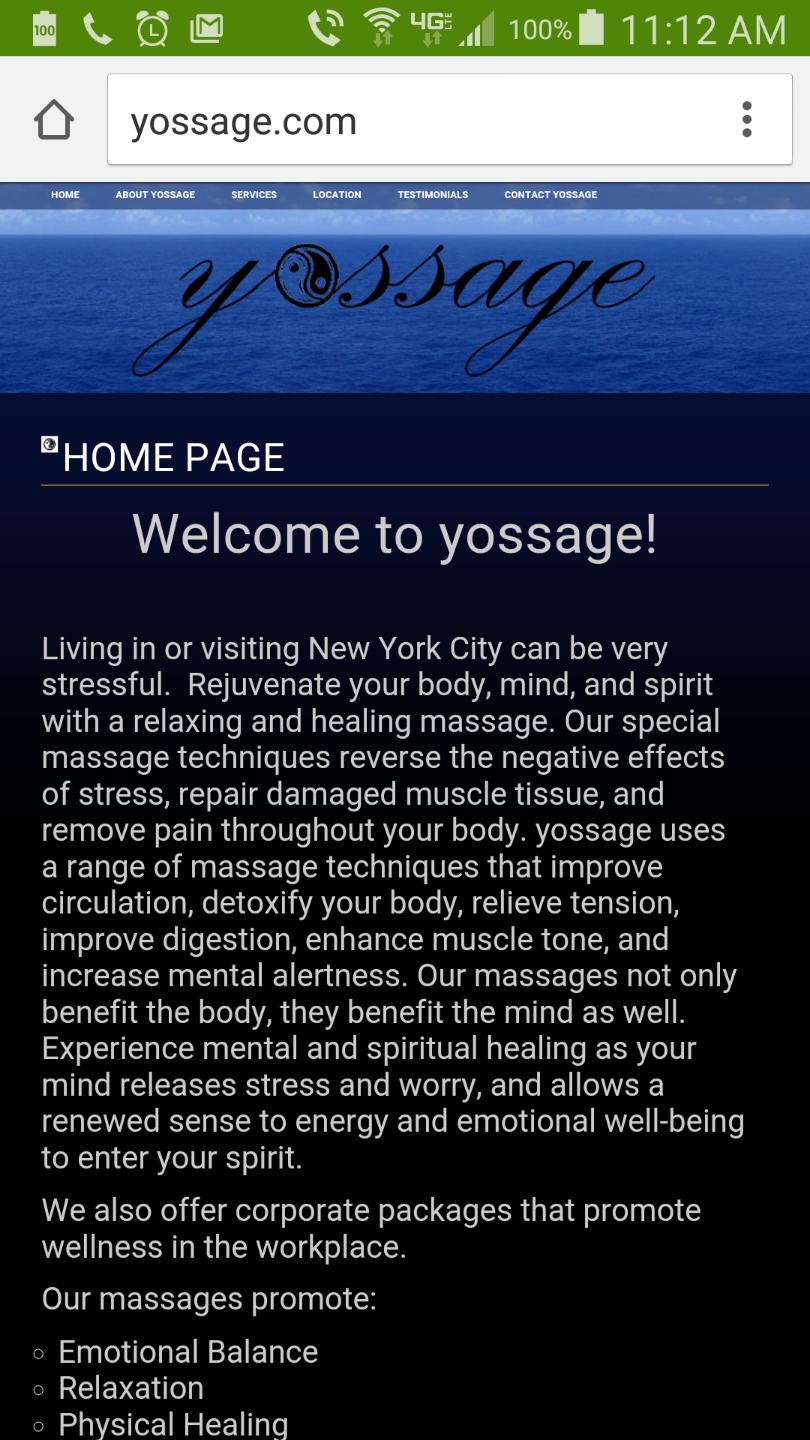 100
L
4G LTE
100%
11:12 AM
yossage.com
HOME ABOUT YOSSAGE SERVICES LOCATION TESTIMONIALS CONTACT YOSSAGE
yossage
HOME PAGE
Welcome to yossage!
Living in or visiting New York City can be very
stressful.  Rejuvenate your body, mind, and spirit
with a relaxing and healing massage. Our special
massage techniques reverse the negative effects
of stress, repair damaged muscle tissue, and
remove pain throughout your body. yossage uses
a range of massage techniques that improve
circulation, detoxify your body, relieve tension,
improve digestion, enhance muscle tone, and
increase mental alertness. Our massages not only
benefit the body, they benefit the mind as well.
Experience mental and spiritual healing as your
mind releases stress and worry, and allows a
renewed sense to energy and emotional well-being
to enter your spirit.
We also offer corporate packages that promote
wellness in the workplace.
Our massages promote:
Emotional Balance
Relaxation
Physical Healing